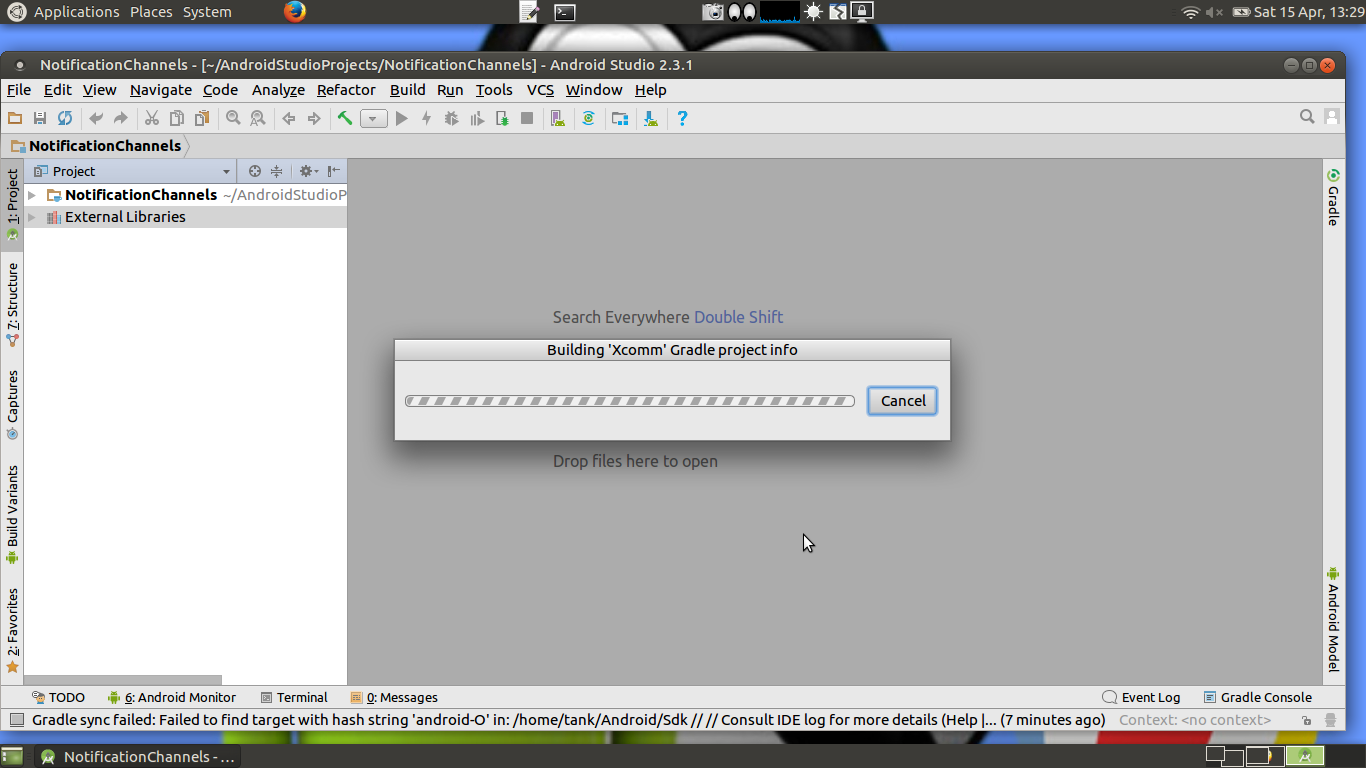 Applications Places System
Sat 15 Apr, 13:29
NotificationChannels - [~/AndroidStudioProjects/NotificationChannels] - Android Studio 2.3.1
File Edit View Navigate Code Analyze Refactor Build Run Tools VCS Window Help
NotificationChannels
Project
NotificationChannels ~/AndroidStudioP
External Libraries
1: Project
7: Structure
Captures
Build Variants
2: Favorites
Search Everywhere Double Shift
Building 'Xcomm' Gradle project info
Cancel
Drop files here to open
Gradle
Android Model
TODO 6: Android Monitor Terminal 0: Messages Event Log Gradle Console
Gradle sync failed: Failed to find target with hash string 'android-O' in: /home/tank/Android/Sdk // // Consult IDE log for more details (Help |... (7 minutes ago) Context: <no context>
NotificationChannels - ...